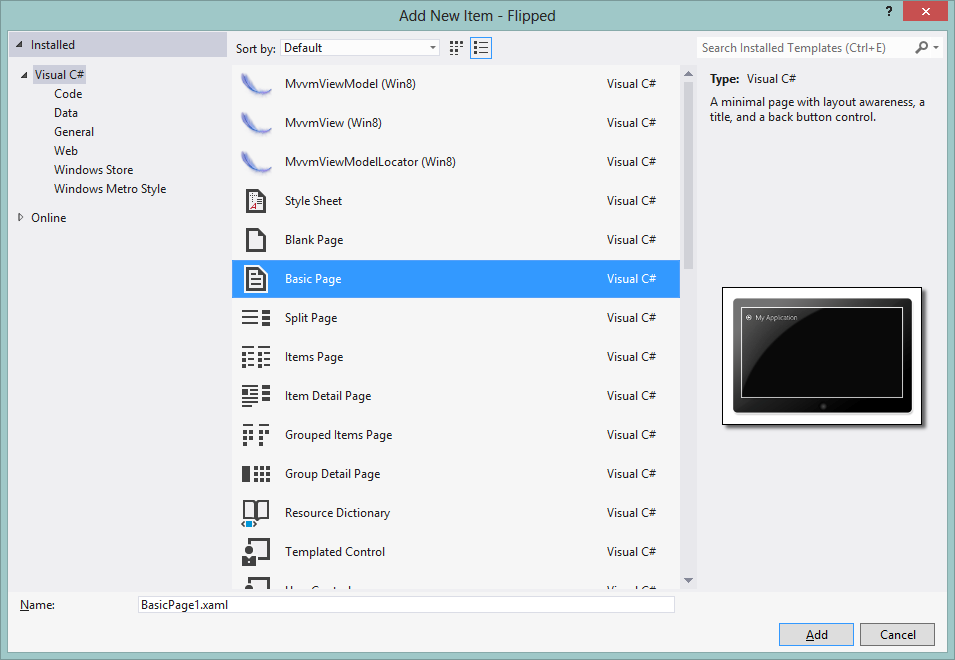 Add New Item - Flipped
?
Installed
Sort by: Default
Search Installed Templates (Ctrl+E)
Visual C#
Code
Data
General
Web
Windows Store
Windows Metro Style
Online
MvvmViewModel (Win8) Visual C#
MvvmView (Win8) Visual C#
MvvmViewModelLocator (Win8) Visual C#
Style Sheet Visual C#
Blank Page Visual C#
Basic Page Visual C#
Split Page Visual C#
Items Page Visual C#
Item Detail Page Visual C#
Grouped Items Page Visual C#
Group Detail Page Visual C#
Resource Dictionary Visual C#
Templated Control Visual C#
Type: Visual C#
A minimal page with layout awareness, a
title, and a back button control.
My Application
Name: BasicPage1.xaml
Add Cancel